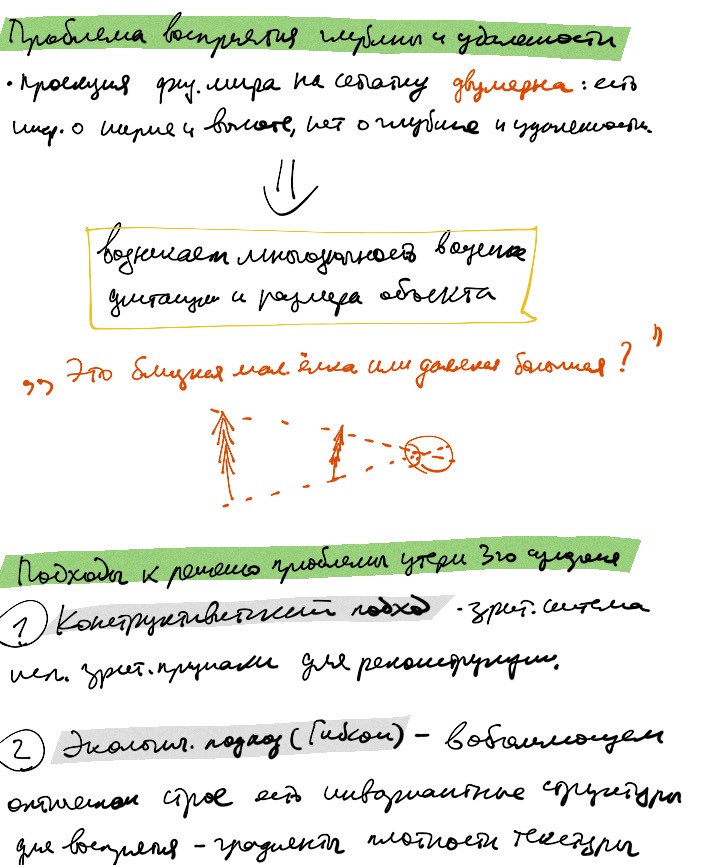 Проблема восприятия глубины и удалённости
• Проекция физ. мира на сетчатку двумерна: есть
инф. о ширине и высоте, нет о глубине и удалённости.
возникает многозначность в оценке
дистанции и размера объекта
„Это близкая мал. ёлка или далёкая большая?"
Подходы к решению проблемы утери 3го измерения
1 Конструктивистский подход - зрит. система
исп. зрит. признаки для реконструкции.
2 Экологич. подход (Гибсон) – в объемлющем
оптическом строе есть инвариантные структуры
для восприятия – градиенты плотности текстуры